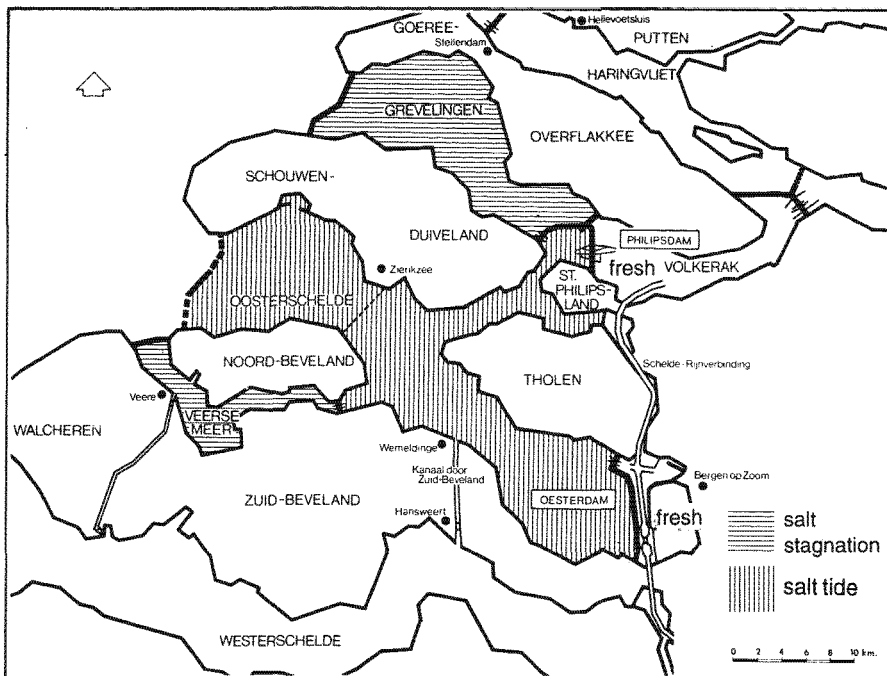 GOEREE-
Stellendam
Hellevoetsluis
PUTTEN
HARINGVLIET
GREVELINGEN
OVERFLAKKEE
SCHOUWEN-
DUIVELAND
PHILIPSDAM
fresh
VOLKERAK
ST.
PHILIPS-
LAND
Zierikzee
OOSTERSCHELDE
NOORD-BEVELAND
THOLEN
Schelde-Rijnverbinding
Veere
VEERSE
MEER
WALCHEREN
Wemeldinge
Kanaal door
Zuid-Beveland
ZUID-BEVELAND
Hansweert
OESTERDAM
Bergen op Zoom
fresh
salt
stagnation
salt tide
WESTERSCHELDE
0 2 4 6 8 10 km.